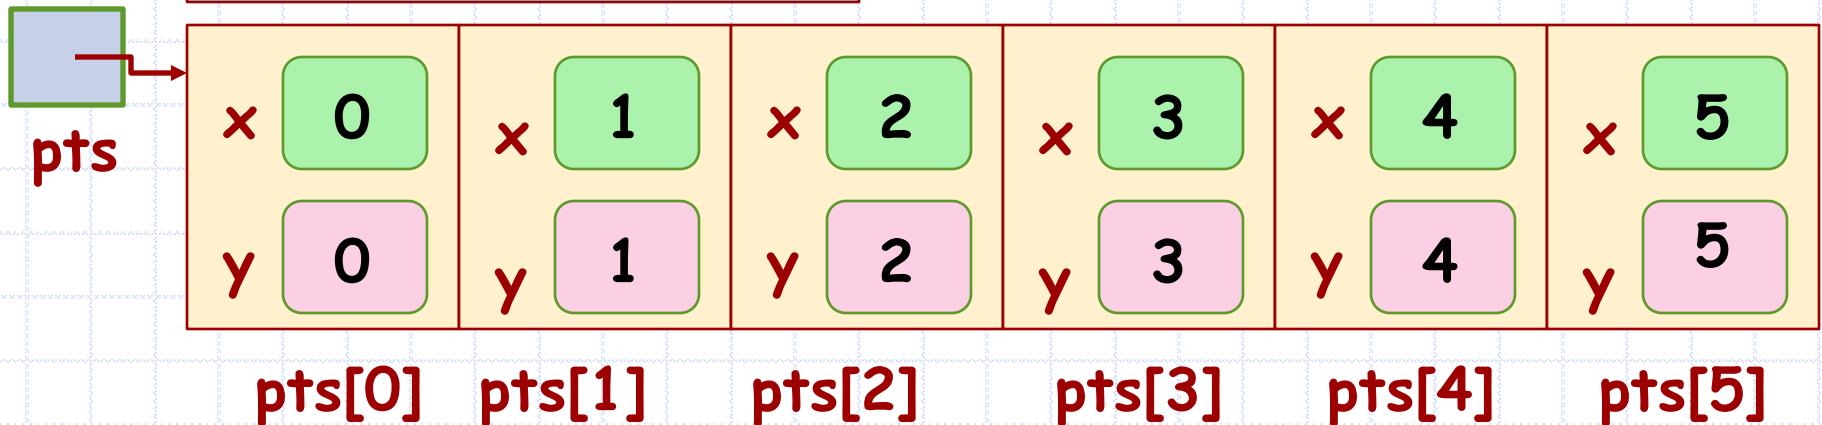 x 0 x 1 x 2 x 3 x 4 x 5
pts
y 0 y 1 y 2 y 3 y 4 y 5
pts[0] pts[1] pts[2] pts[3] pts[4] pts[5]